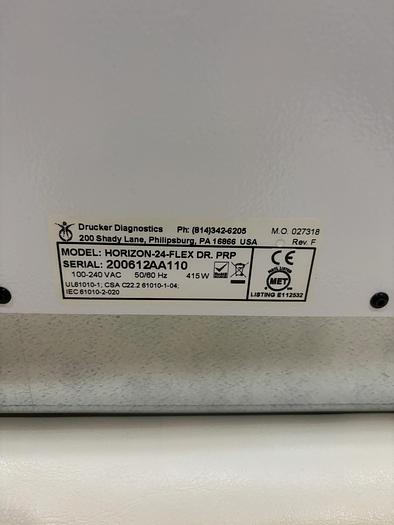 Drucker Diagnostics Ph: (814)342-6205 M.O. 027318
200 Shady Lane, Philipsburg, PA 16866 USA Rev. F
MODEL: HORIZON-24-FLEX DR. PRP
SERIAL: 200612AA110
100-240 VAC 50/60 Hz 415 W
UL61010-1; CSA C22.2 61010-1-04;
IEC 61010-2-020
CE
MET
LISTING E112532